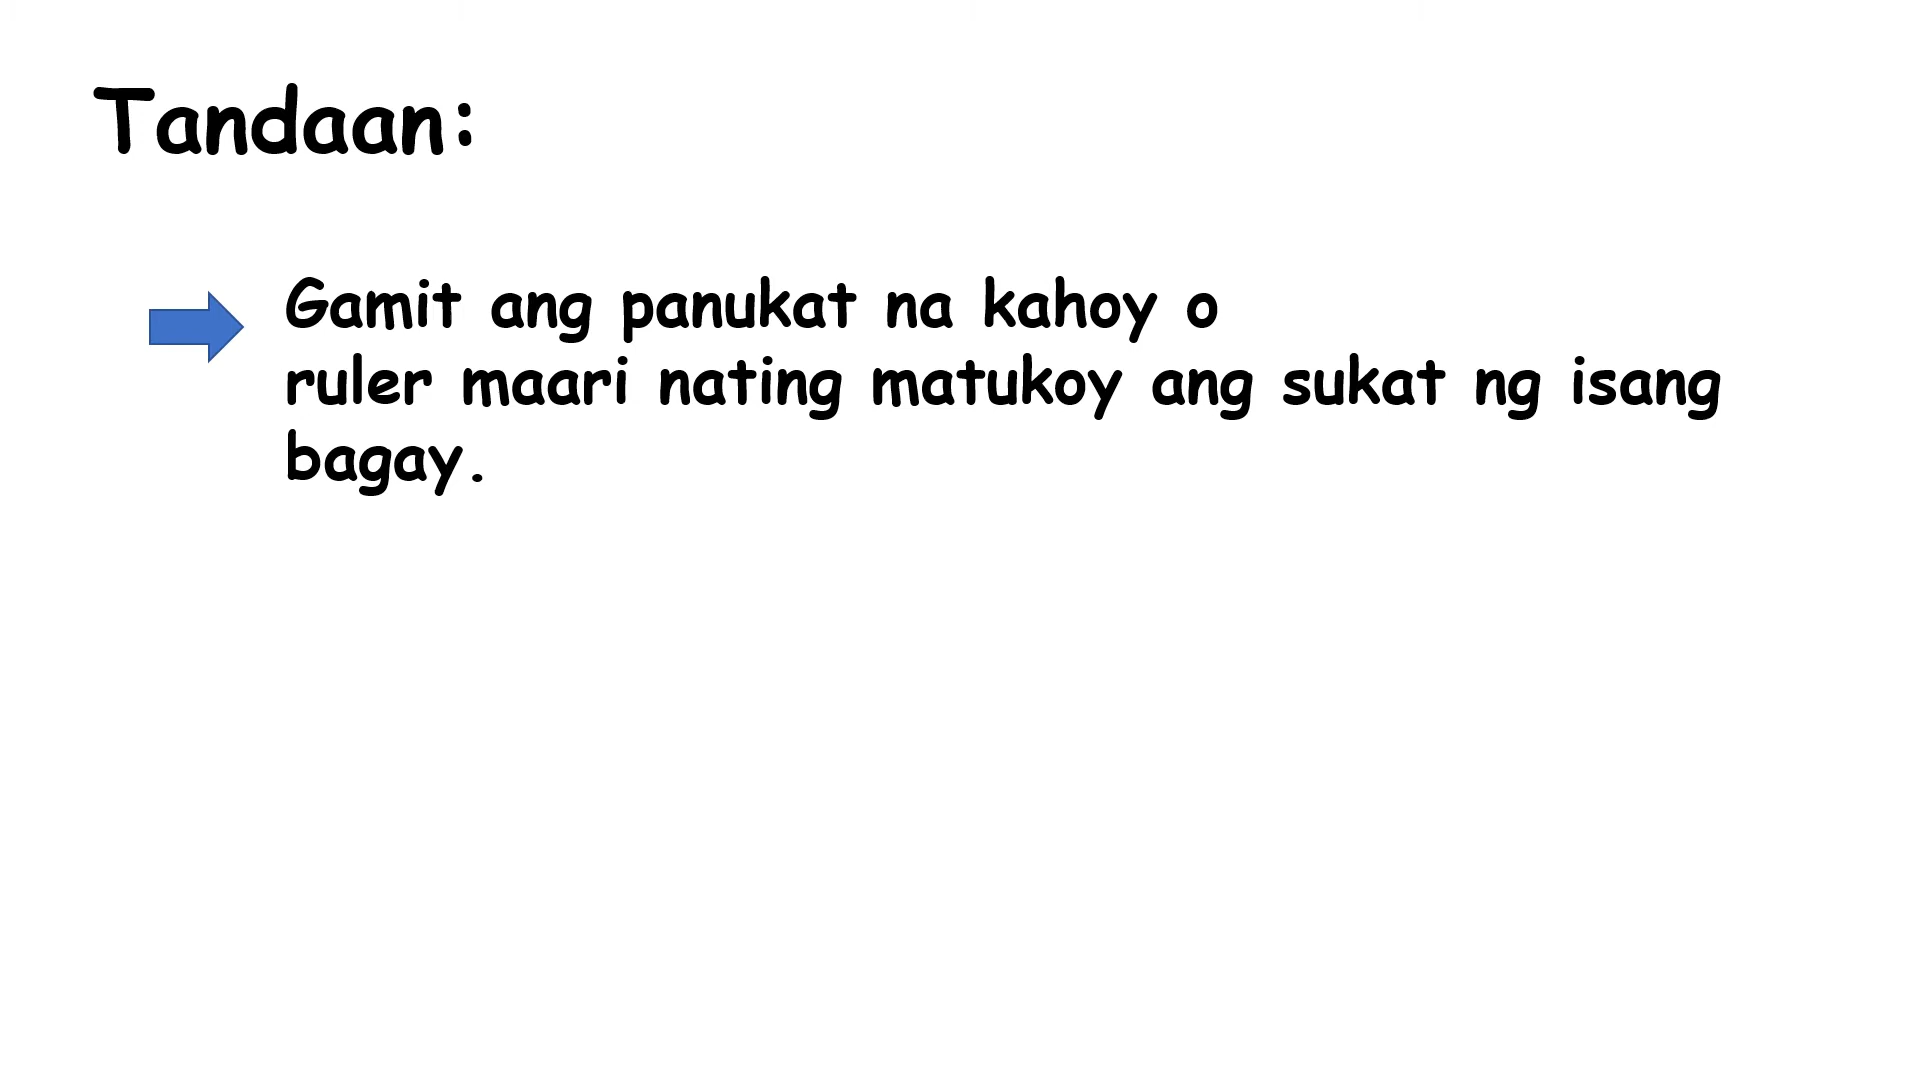 Tandaan:
Gamit ang panukat na kahoy o
ruler maari nating matukoy ang sukat ng isang
bagay.